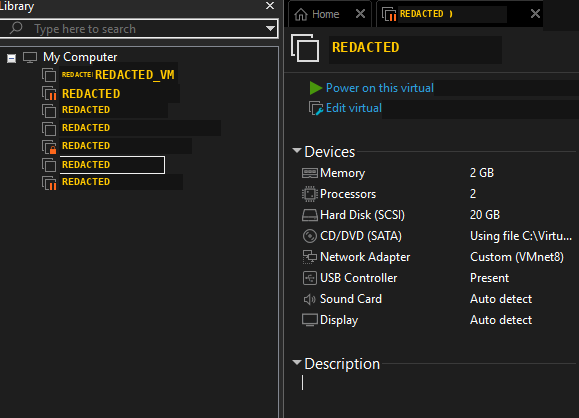 Library
Type here to search
My Computer
REDACTED REDACTED_VM
REDACTED
REDACTED
REDACTED
REDACTED
REDACTED
REDACTED
Home
REDACTED )
REDACTED
Power on this virtual
Edit virtual
Devices
Memory 2 GB
Processors 2
Hard Disk (SCSI) 20 GB
CD/DVD (SATA) Using file C:\Virtu...
Network Adapter Custom (VMnet8)
USB Controller Present
Sound Card Auto detect
Display Auto detect
Description